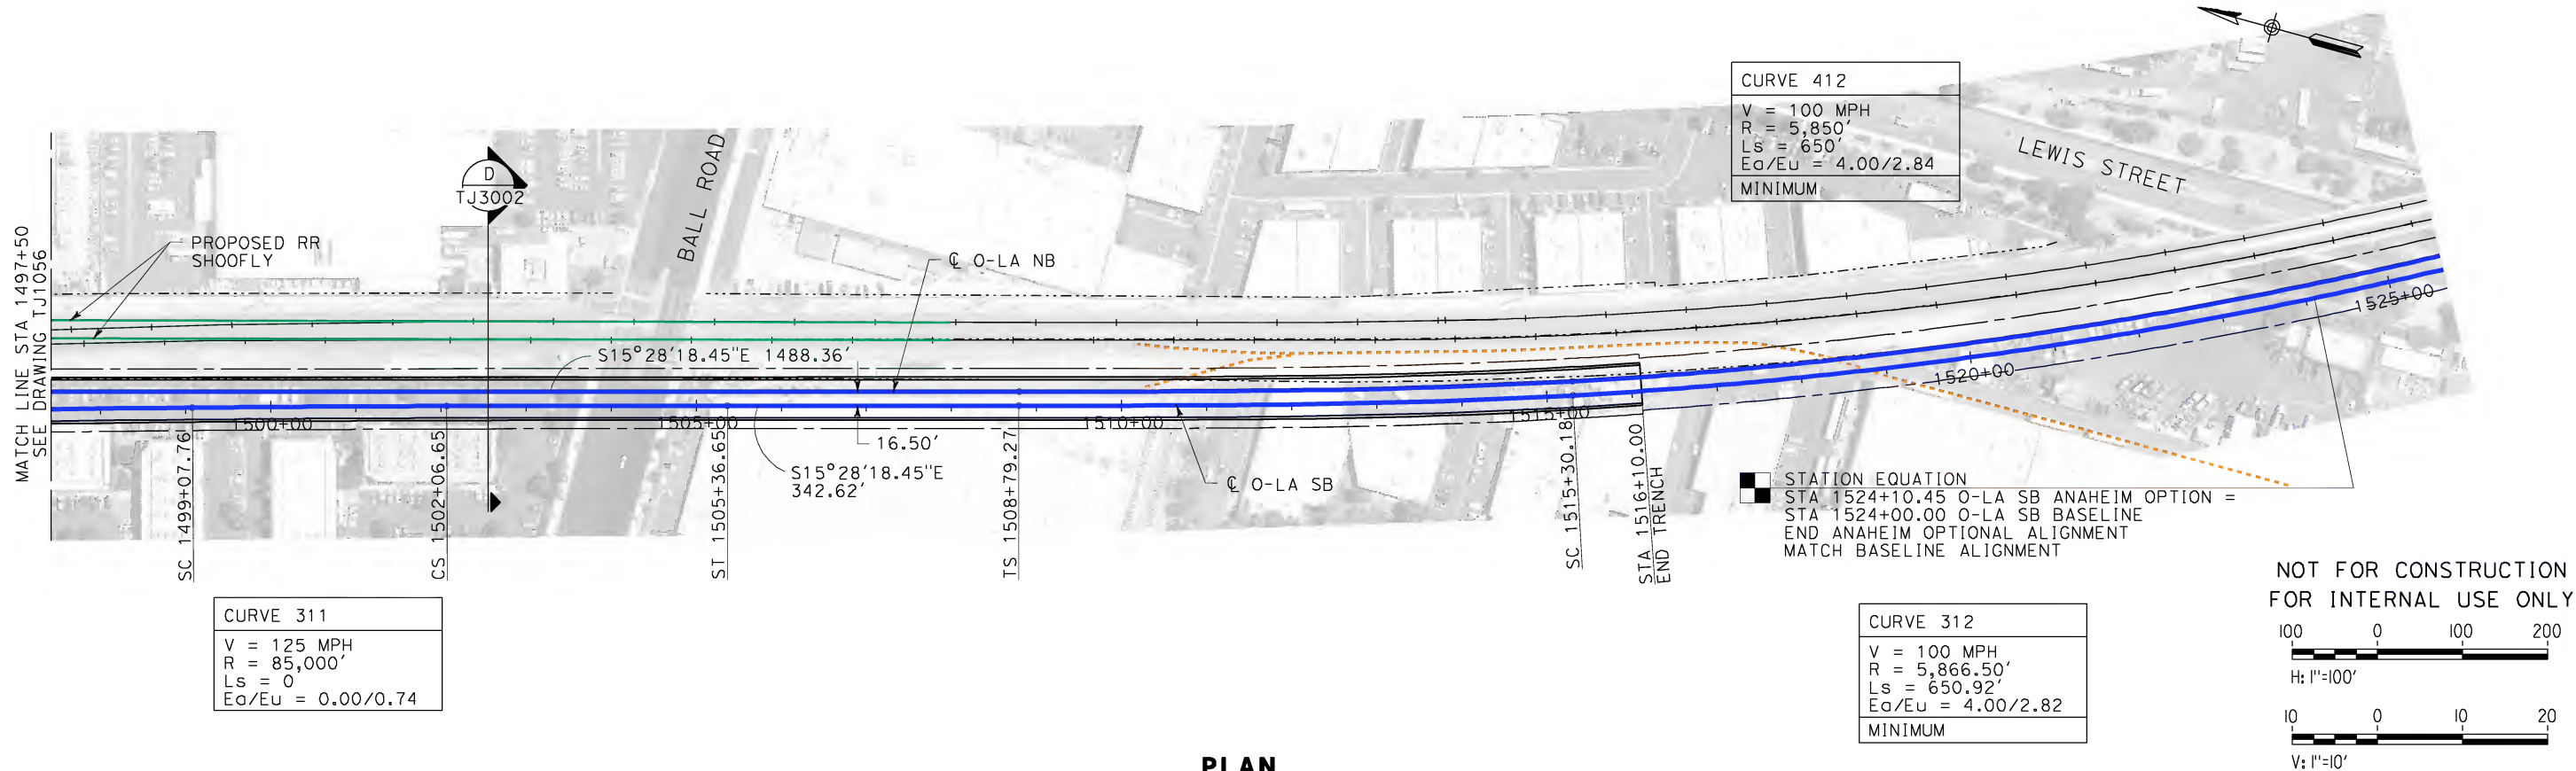 CURVE 412
V = 100 MPH
R = 5,850'
Ls = 650'
Ea/Eu = 4.00/2.84
MINIMUM
LEWIS STREET
BALL ROAD
D
TJ3002
MATCH LINE STA 1497+50
SEE DRAWING TJ1056
PROPOSED RR
SHOOFLY
℄ O-LA NB
S15°28'18.45"E 1488.36'
1500+00
1505+00
1510+00
1515+00
1520+00
1525+00
16.50'
S15°28'18.45"E
342.62'
℄ O-LA SB
SC 1499+07.76
CS 1502+06.65
ST 1505+36.65
TS 1508+79.27
SC 1515+30.18
STA 1516+10.00
END TRENCH
STATION EQUATION
STA 1524+10.45 O-LA SB ANAHEIM OPTION =
STA 1524+00.00 O-LA SB BASELINE
END ANAHEIM OPTIONAL ALIGNMENT
MATCH BASELINE ALIGNMENT
CURVE 311
V = 125 MPH
R = 85,000'
Ls = 0
Ea/Eu = 0.00/0.74
CURVE 312
V = 100 MPH
R = 5,866.50'
Ls = 650.92'
Ea/Eu = 4.00/2.82
MINIMUM
NOT FOR CONSTRUCTION
FOR INTERNAL USE ONLY
100 0 100 200
H: 1"=100'
10 0 10 20
V: 1"=10'
PLAN